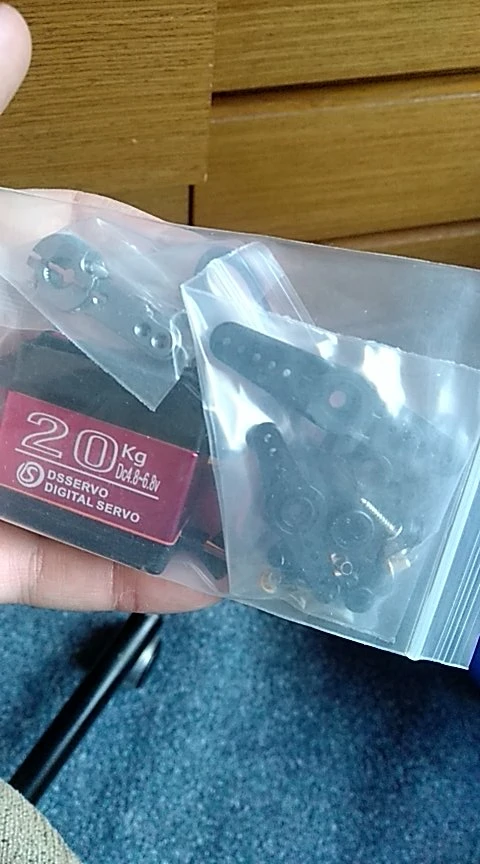 20Kg
Dc4.8~6.8v
DSSERVO
DIGITAL SERVO